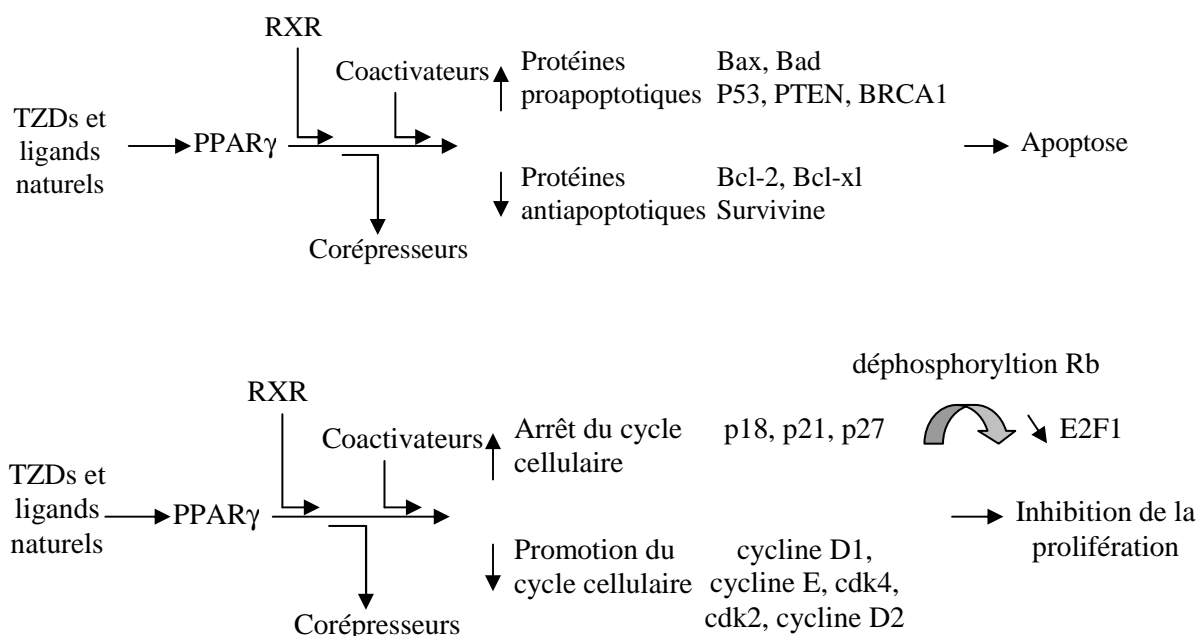 RXR
Coactivateurs
Protéines
proapoptotiques
Bax, Bad
P53, PTEN, BRCA1
TZDs et
ligands
naturels
PPARγ
Apoptose
Protéines
antiapoptotiques
Bcl-2, Bcl-xl
Survivine
Corépresseurs
déphosphoryltion Rb
RXR
Coactivateurs
Arrêt du cycle
cellulaire
p18, p21, p27
E2F1
TZDs et
ligands
naturels
PPARγ
Inhibition de la
prolifération
Promotion du
cycle cellulaire
cycline D1,
cycline E, cdk4,
cdk2, cycline D2
Corépresseurs